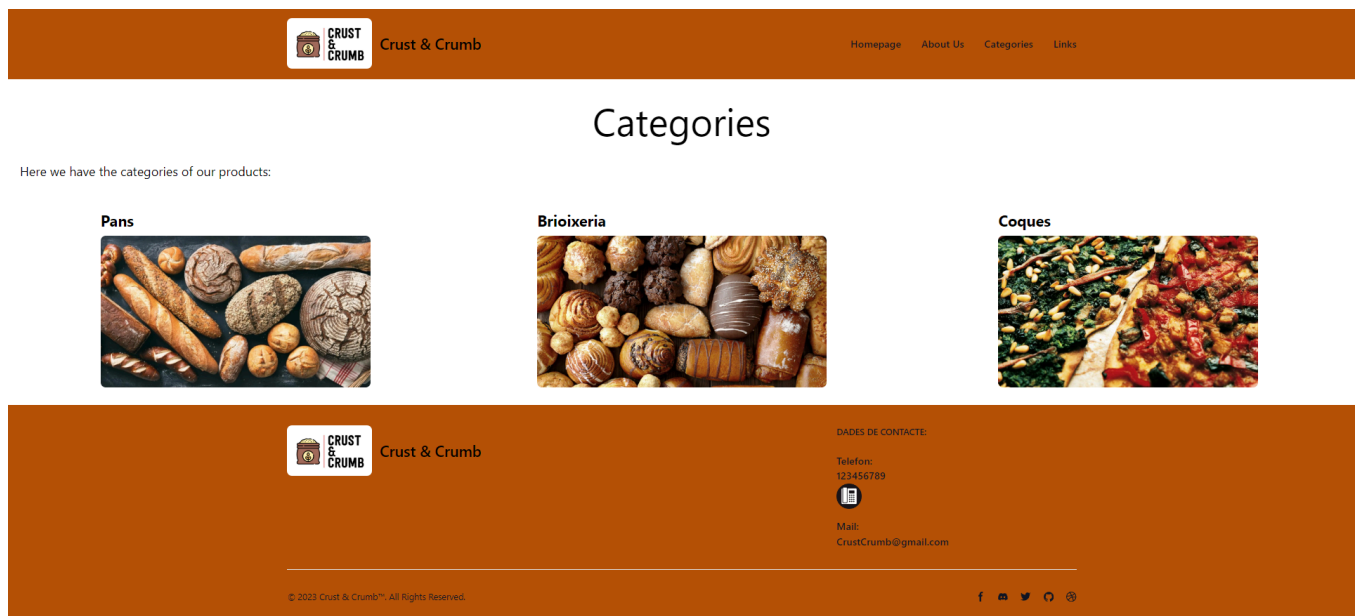 CRUST
&
CRUMB
Crust & Crumb
Homepage About Us Categories Links
Categories
Here we have the categories of our products:
Pans
Brioixeria
Coques
CRUST
&
CRUMB
Crust & Crumb
DADES DE CONTACTE:
Telefon:
123456789
Mail:
CrustCrumb@gmail.com
© 2023 Crust & Crumb™. All Rights Reserved.